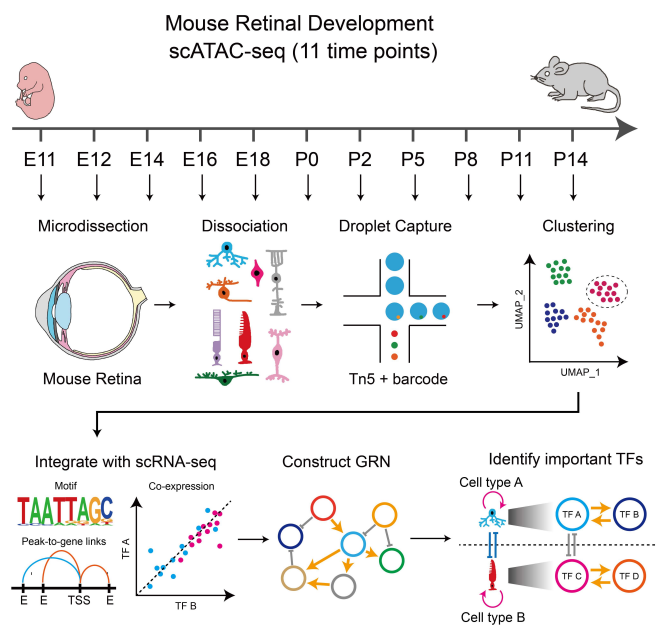 Mouse Retinal Development
scATAC-seq (11 time points)
E11 E12 E14 E16 E18 P0 P2 P5 P8 P11 P14
Microdissection Dissociation Droplet Capture Clustering
UMAP_2
UMAP_1
Mouse Retina
Tn5 + barcode
Integrate with scRNA-seq
Construct GRN
Identify important TFs
Motif
TAATTAGC
Peak-to-gene links
E E TSS E
Co-expression
TF A
TF B
Cell type A
TF A TF B
TF C TF D
Cell type B